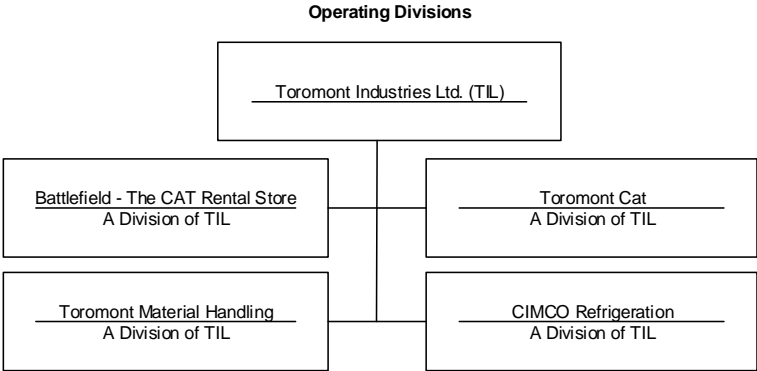 Operating Divisions
Toromont Industries Ltd. (TIL)
Battlefield - The CAT Rental Store
A Division of TIL
Toromont Cat
A Division of TIL
Toromont Material Handling
A Division of TIL
CIMCO Refrigeration
A Division of TIL